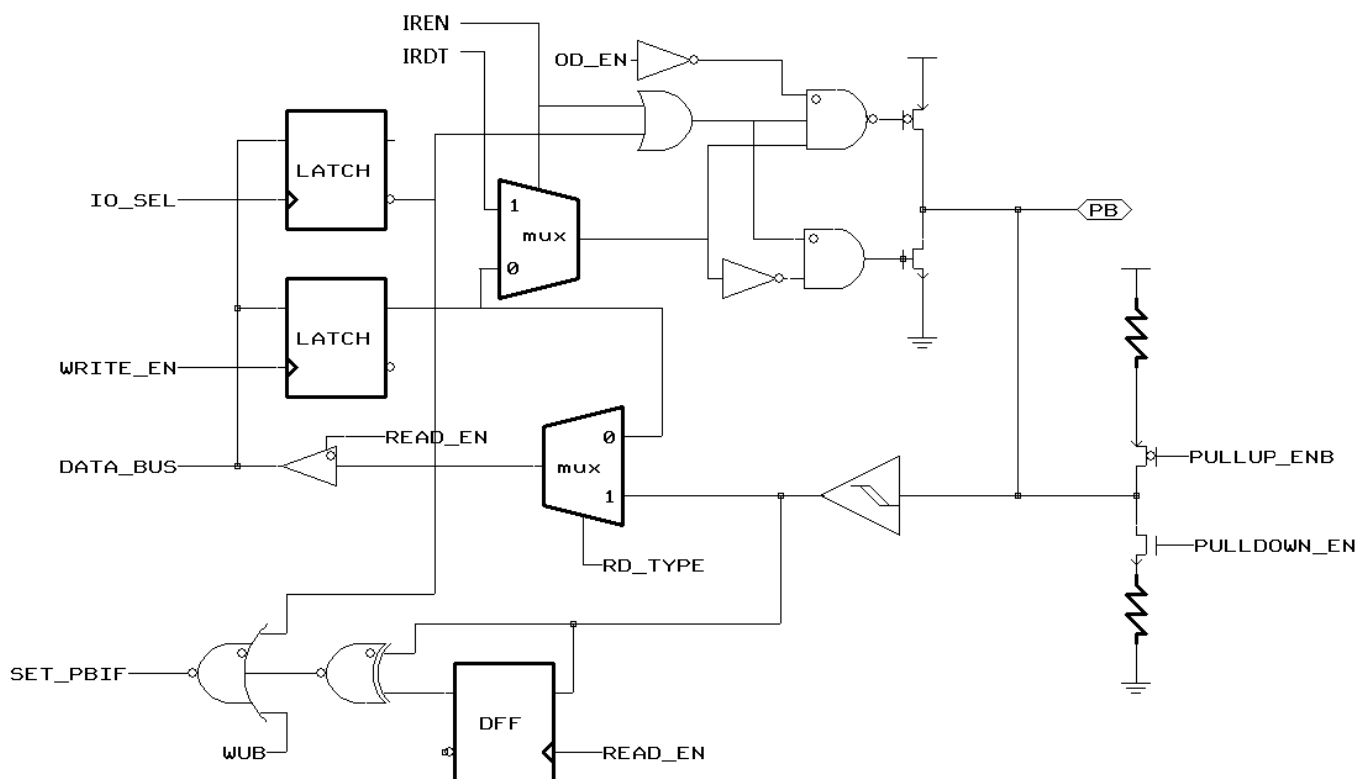 IREN
IRDT
OD_EN
LATCH
IO_SEL
1
mux
0
PB
LATCH
WRITE_EN
READ_EN
0
DATA_BUS
mux
PULLUP_ENB
1
PULLDOWN_EN
RD_TYPE
SET_PBIF
DFF
WUB
READ_EN